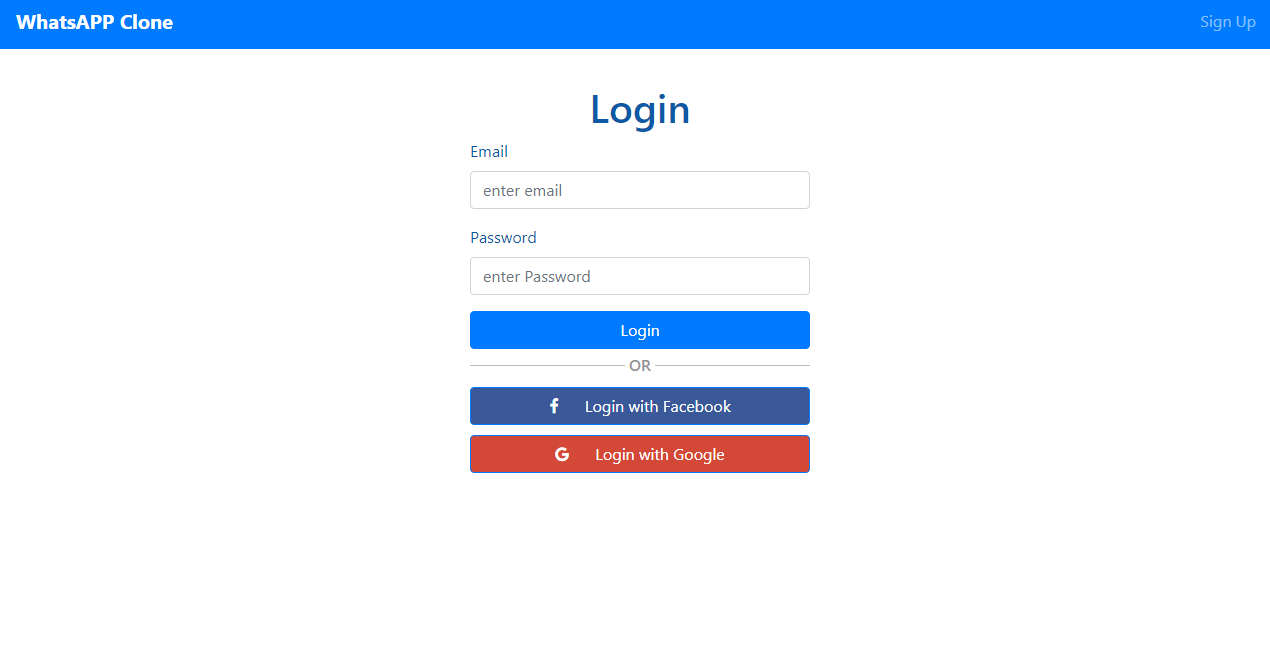 WhatsAPP Clone
Sign Up
Login
Email
enter email
Password
enter Password
Login
OR
Login with Facebook
Login with Google